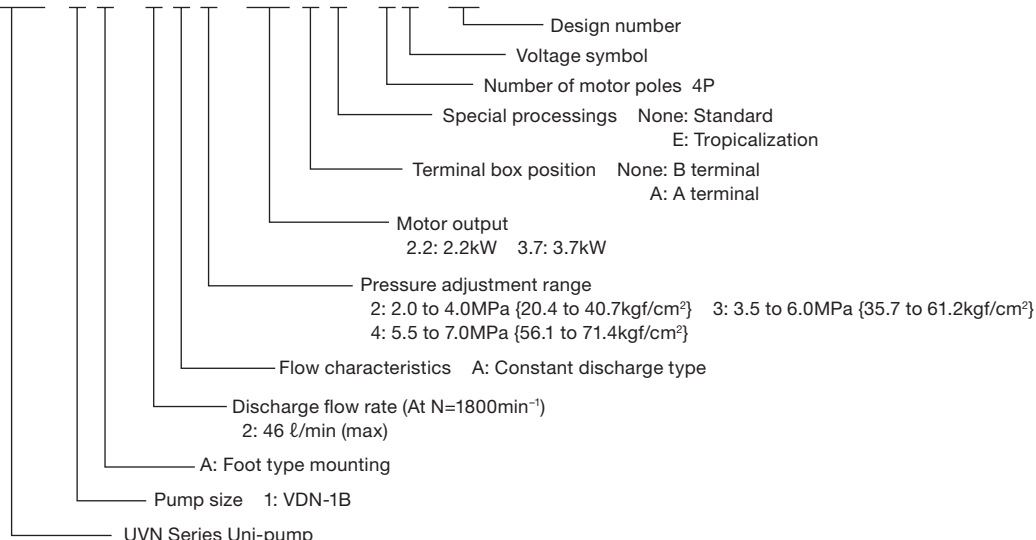 Design number
Voltage symbol
Number of motor poles 4P
Special processings None: Standard
E: Tropicalization
Terminal box position None: B terminal
A: A terminal
Motor output
2.2: 2.2kW 3.7: 3.7kW
Pressure adjustment range
2: 2.0 to 4.0MPa {20.4 to 40.7kgf/cm²} 3: 3.5 to 6.0MPa {35.7 to 61.2kgf/cm²}
4: 5.5 to 7.0MPa {56.1 to 71.4kgf/cm²}
Flow characteristics A: Constant discharge type
Discharge flow rate (At N=1800min⁻¹)
2: 46 ℓ/min (max)
A: Foot type mounting
Pump size 1: VDN-1B
UVN Series Uni-pump